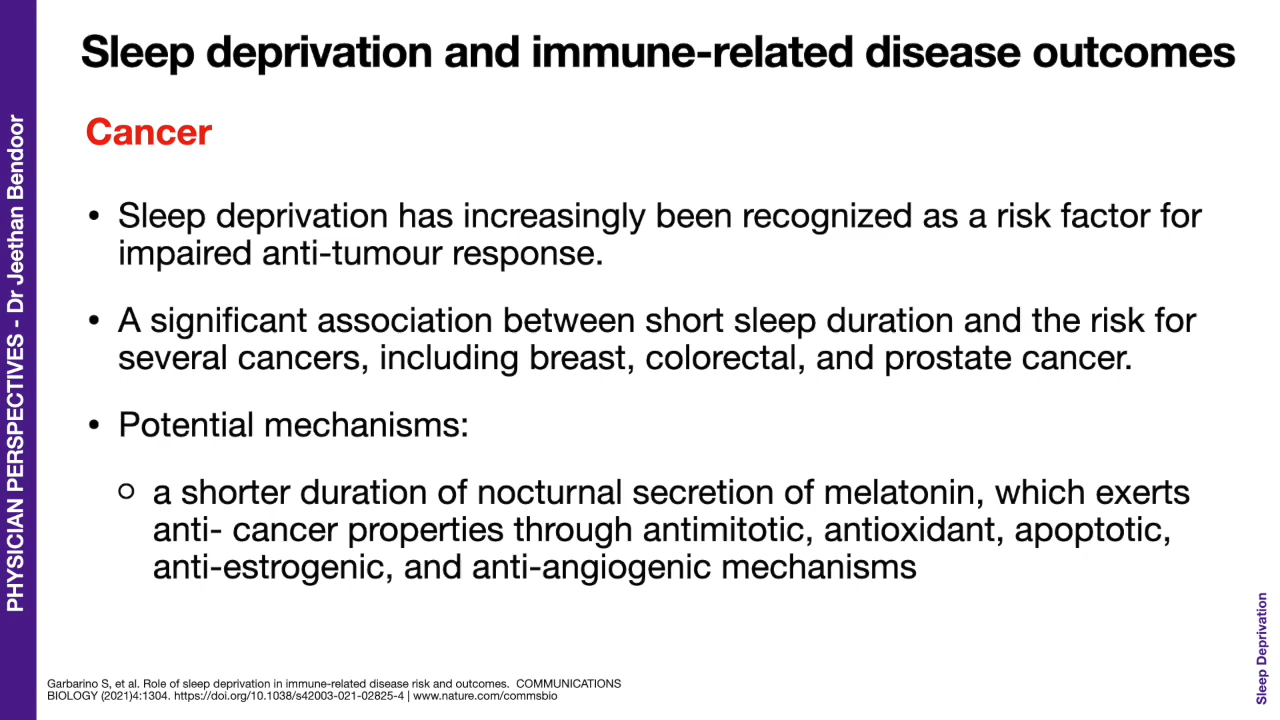 Sleep deprivation and immune-related disease outcomes
Cancer
• Sleep deprivation has increasingly been recognized as a risk factor for
impaired anti-tumour response.
• A significant association between short sleep duration and the risk for
several cancers, including breast, colorectal, and prostate cancer.
• Potential mechanisms:
○ a shorter duration of nocturnal secretion of melatonin, which exerts
anti- cancer properties through antimitotic, antioxidant, apoptotic,
anti-estrogenic, and anti-angiogenic mechanisms
Garbarino S, et al. Role of sleep deprivation in immune-related disease risk and outcomes. COMMUNICATIONS
BIOLOGY (2021)4:1304. https://doi.org/10.1038/s42003-021-02825-4 | www.nature.com/commsbio
PHYSICIAN PERSPECTIVES - Dr Jeethan Bendoor
Sleep Deprivation